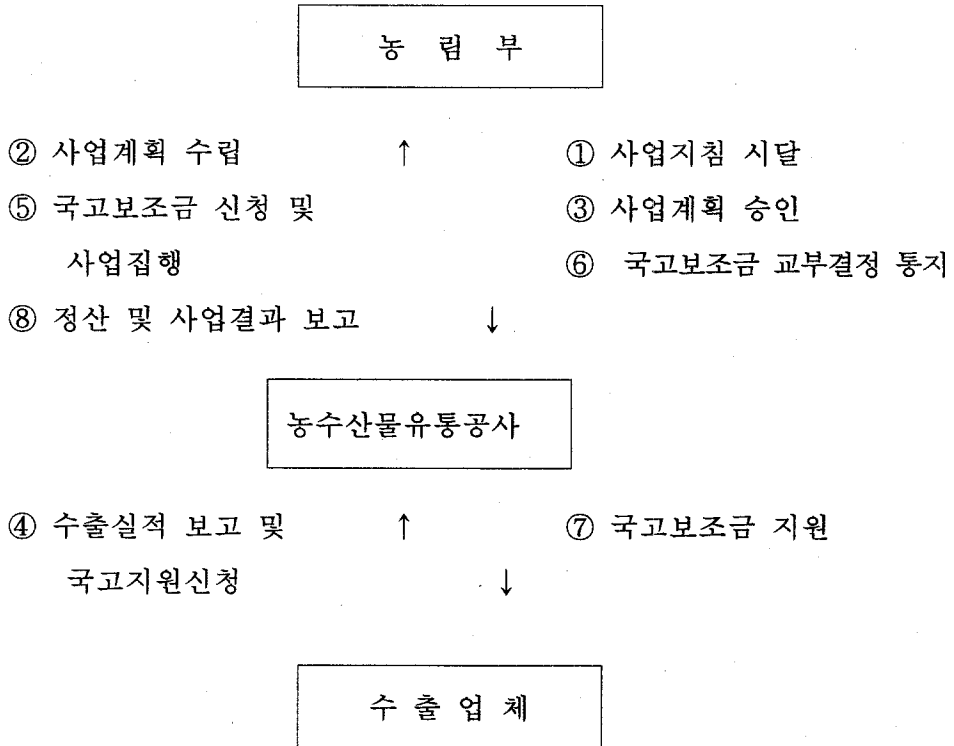 농 림 부
② 사업계획 수립 ↑ ① 사업지침 시달
⑤ 국고보조금 신청 및 ③ 사업계획 승인
사업집행 ⑥ 국고보조금 교부결정 통지
⑧ 정산 및 사업결과 보고 ↓
농수산물유통공사
④ 수출실적 보고 및 ↑ ⑦ 국고보조금 지원
국고지원신청 ↓
수 출 업 체